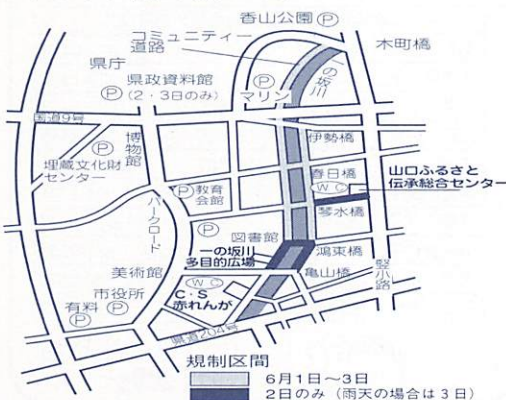 香山公園 Ⓟ
コミュニティー
道路
木町橋
県庁
県政資料館
Ⓟ(2・3日のみ)
Ⓟ
マリン
の坂川
国道9号
博物館
伊勢橋
Ⓟ
埋蔵文化財
センター
春日橋
山口ふるさと
伝承総合センター
WC
Ⓟ教育
会館
琴水橋
パークロード
Ⓟ
図書館
一の坂川
多目的広場
鴻東橋
亀山橋
竪小路
美術館
WC
C・S
赤れんが
市役所
有料 Ⓟ
Ⓟ
県道204号
規制区間
6月1日~3日
2日のみ(雨天の場合は3日)